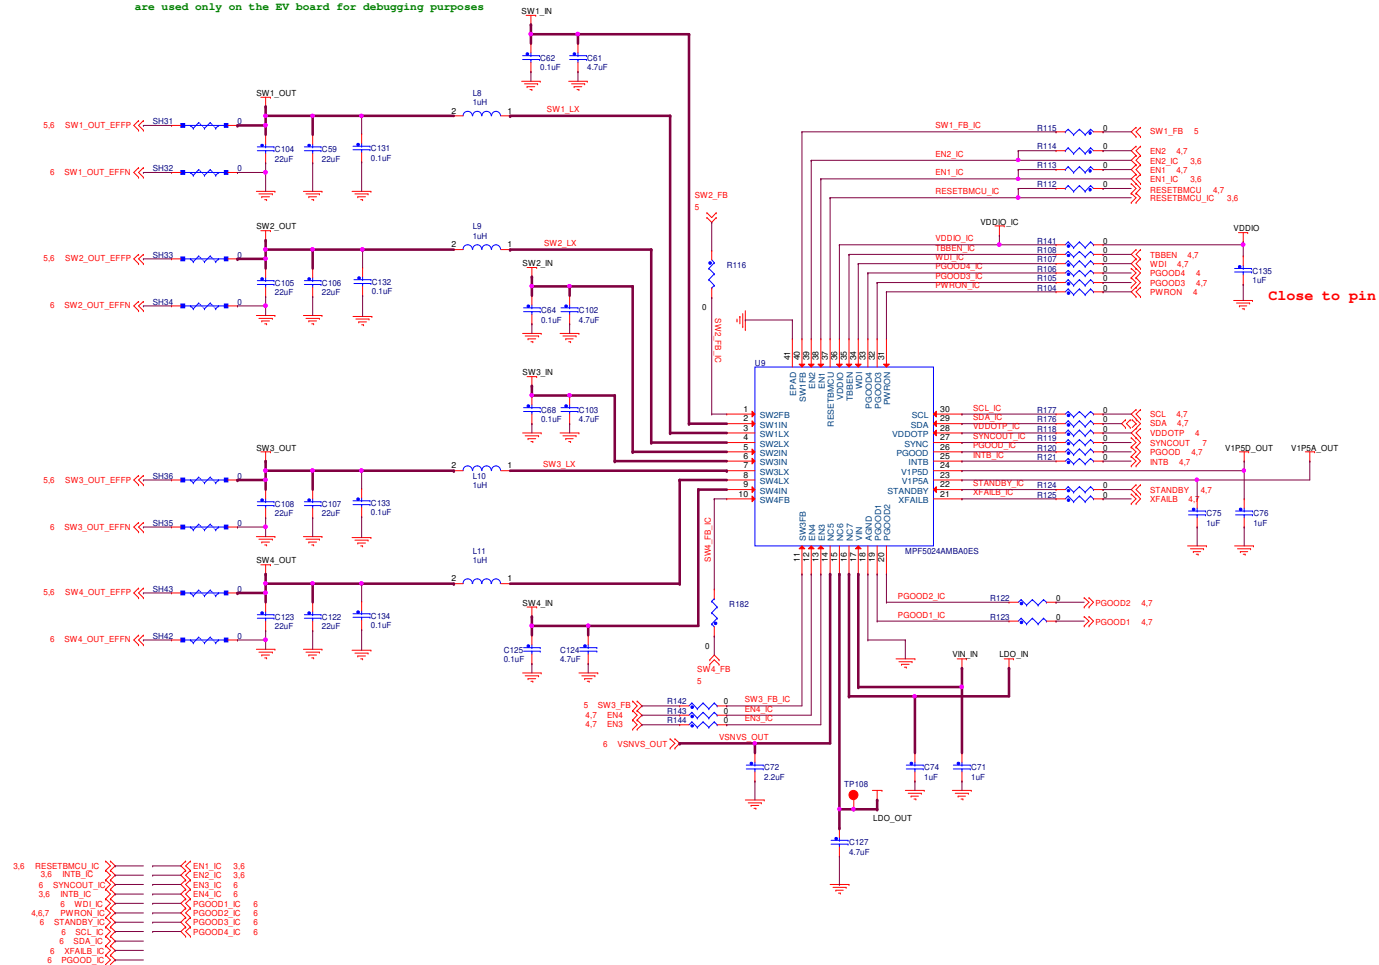 are used only on the EV board for debugging purposes
SW1_IN
C62
0.1uF
C61
4.7uF
SW1_OUT
5,6 SW1_OUT_EFFP
SH31
0
L8
1uH
2
1
SW1_LX
C104
22uF
C59
22uF
C131
0.1uF
6 SW1_OUT_EFFN
SH32
0
SW1_FB_IC
R115
0
SW1_FB 5
R114
0
EN2 4,7
EN2_IC
EN2_IC 3,6
R113
0
EN1 4,7
EN1_IC
EN1_IC 3,6
R112
0
RESETBMCU 4,7
RESETBMCU_IC
RESETBMCU_IC 3,6
SW2_FB
5
R116
0
SW2_FB_IC
SW2_OUT
5,6 SW2_OUT_EFFP
SH33
0
L9
1uH
2
1
SW2_LX
C105
22uF
C106
22uF
C132
0.1uF
6 SW2_OUT_EFFN
SH34
0
SW2_IN
C64
0.1uF
C102
4.7uF
VDDIO_IC
VDDIO
VDDIO_IC
R141
0
TBBEN_IC
R108
0
TBBEN 4,7
WDI_IC
R107
0
WDI 4,7
PGOOD4_IC
R106
0
PGOOD4 4
PGOOD3_IC
R105
0
PGOOD3 4,7
PWRON_IC
R104
0
PWRON 4
C135
1uF
Close to pin
SW3_IN
C68
0.1uF
C103
4.7uF
U9
41
40
39
38
37
36
35
34
33
32
31
EPAD
SW1FB
EN2
EN1
RESETBMCU
VDDIO
TBBEN
WDI
PGOOD4
PGOOD3
PWRON
1
SW2FB
2
SW1IN
3
SW1LX
4
SW2LX
5
SW2IN
6
SW3IN
7
SW3LX
8
SW4LX
9
SW4IN
10
SW4FB
SCL
30
SDA
29
VDDOTP
28
SYNC
27
PGOOD
26
INTB
25
V1P5D
24
V1P5A
23
STANDBY
22
XFAILB
21
SW3FB
EN4
EN3
NC5
NC6
NC7
VIN
AGND
PGOOD1
PGOOD2
11
12
13
14
15
16
17
18
19
20
MPF5024AMBA0ES
SCL_IC
R177
0
SCL 4,7
SDA_IC
R176
0
SDA 4,7
VDDOTP_IC
R118
0
VDDOTP 4
SYNCOUT_IC
R119
0
SYNCOUT 7
PGOOD_IC
R120
0
PGOOD 4,7
INTB_IC
R121
0
INTB 4,7
V1P5D_OUT
V1P5A_OUT
STANDBY_IC
R124
0
STANDBY 4,7
XFAILB_IC
R125
0
XFAILB 4,7
C75
1uF
C76
1uF
SW3_OUT
5,6 SW3_OUT_EFFP
SH36
0
2
1
L10
1uH
SW3_LX
C108
22uF
C107
22uF
C133
0.1uF
6 SW3_OUT_EFFN
SH35
0
SW4_OUT
5,6 SW4_OUT_EFFP
SH43
0
L11
1uH
2
1
C123
22uF
C122
22uF
C134
0.1uF
6 SW4_OUT_EFFN
SH42
0
SW4_IN
C125
0.1uF
C124
4.7uF
SW4_FB_IC
R182
0
SW4_FB
5
PGOOD2_IC
R122
0
PGOOD2 4,7
PGOOD1_IC
R123
0
PGOOD1 4,7
VIN_IN
LDO_IN
5 SW3_FB
R142
0
SW3_FB_IC
4,7 EN4
R143
0
EN4_IC
4,7 EN3
R144
0
EN3_IC
6 VSNVS_OUT
VSNVS_OUT
C72
2.2uF
C74
1uF
C71
1uF
TP108
LDO_OUT
C127
4.7uF
3,6 RESETBMCU_IC
3,6 INTB_IC
6 SYNCOUT_IC
3,6 INTB_IC
6 WDI_IC
4,6,7 PWRON_IC
6 STANDBY_IC
6 SCL_IC
6 SDA_IC
6 XFAILB_IC
6 PGOOD_IC
EN1_IC 3,6
EN2_IC 3,6
EN3_IC 6
EN4_IC 6
PGOOD1_IC 6
PGOOD2_IC 6
PGOOD3_IC 6
PGOOD4_IC 6